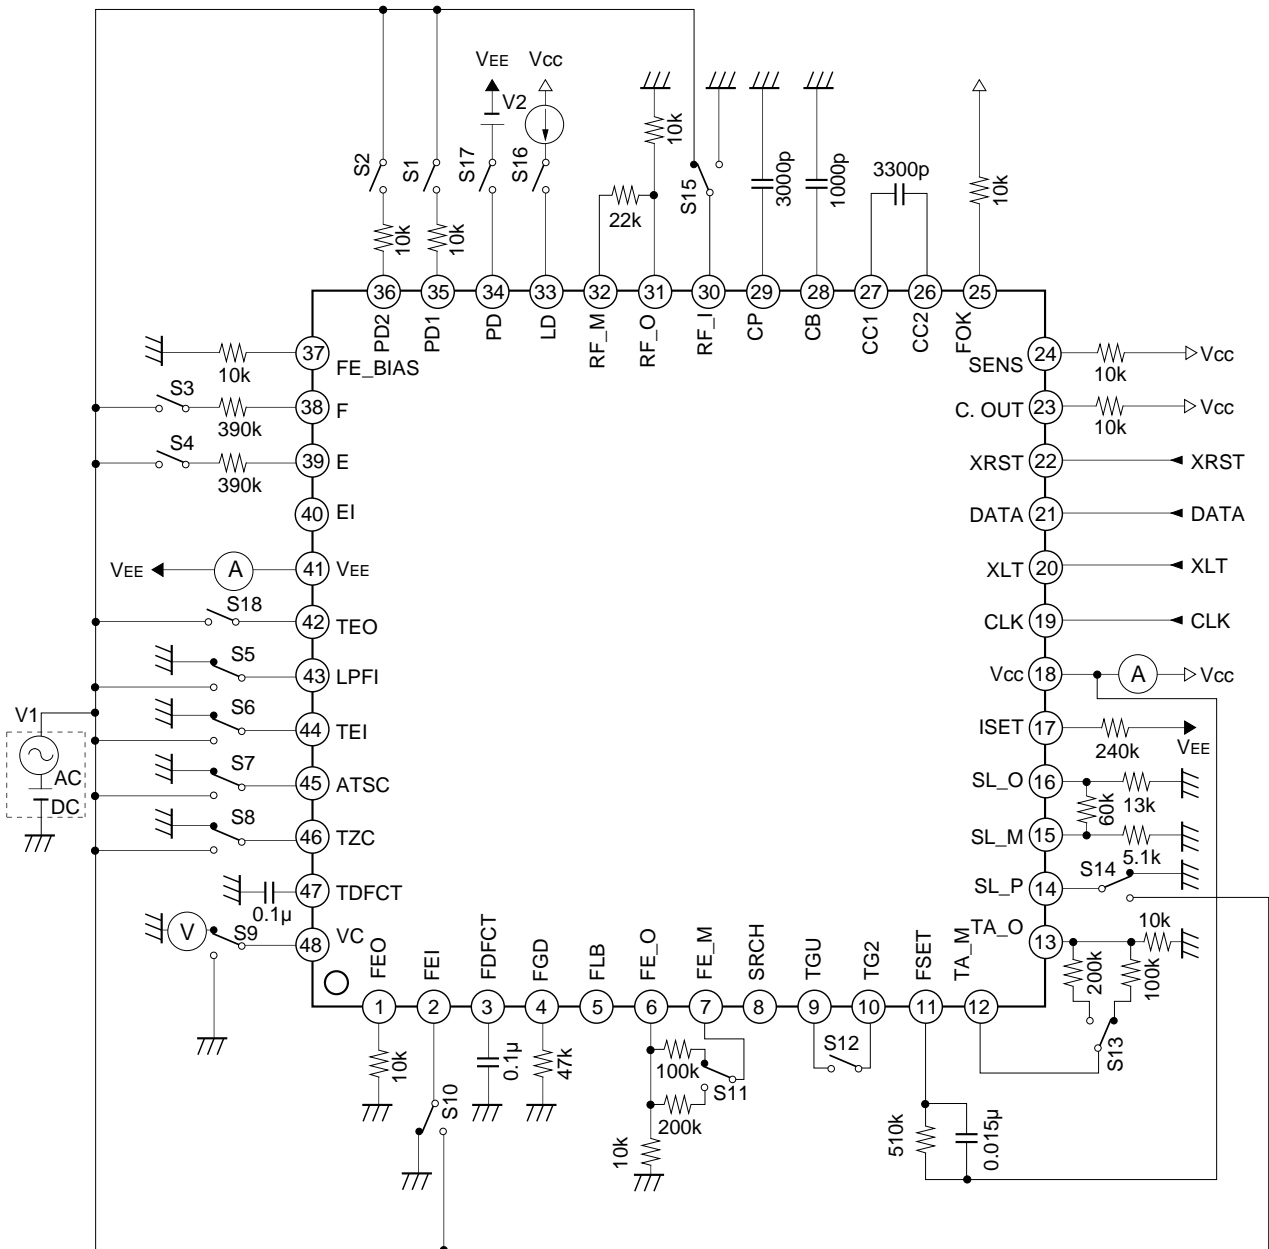 VEE
Vcc
V2
S2
S1
S17
S16
10k
22k
S15
3000p
1000p
3300p
10k
10k
10k
36
35
34
33
32
31
30
29
28
27
26
25
PD2
PD1
PD
LD
RF_M
RF_O
RF_I
CP
CB
CC1
CC2
FOK
10k
37
FE_BIAS
S3
390k
38
F
S4
390k
39
E
40
EI
VEE
A
41
VEE
S18
42
TEO
S5
43
LPFI
V1
AC
DC
S6
44
TEI
S7
45
ATSC
S8
46
TZC
0.1µ
47
TDFCT
V
S9
48
VC
24
SENS
10k
Vcc
23
C. OUT
10k
Vcc
XRST
22
XRST
DATA
21
DATA
XLT
20
XLT
CLK
19
CLK
Vcc
18
A
Vcc
ISET
17
240k
VEE
SL_O
16
13k
60k
SL_M
15
5.1k
SL_P
14
S14
TA_O
13
10k
200k
100k
S13
FEO
FEI
FDFCT
FGD
FLB
FE_O
FE_M
SRCH
TGU
TG2
FSET
TA_M
1
2
3
4
5
6
7
8
9
10
11
12
10k
S10
0.1µ
47k
100k
S11
200k
10k
S12
510k
0.015µ